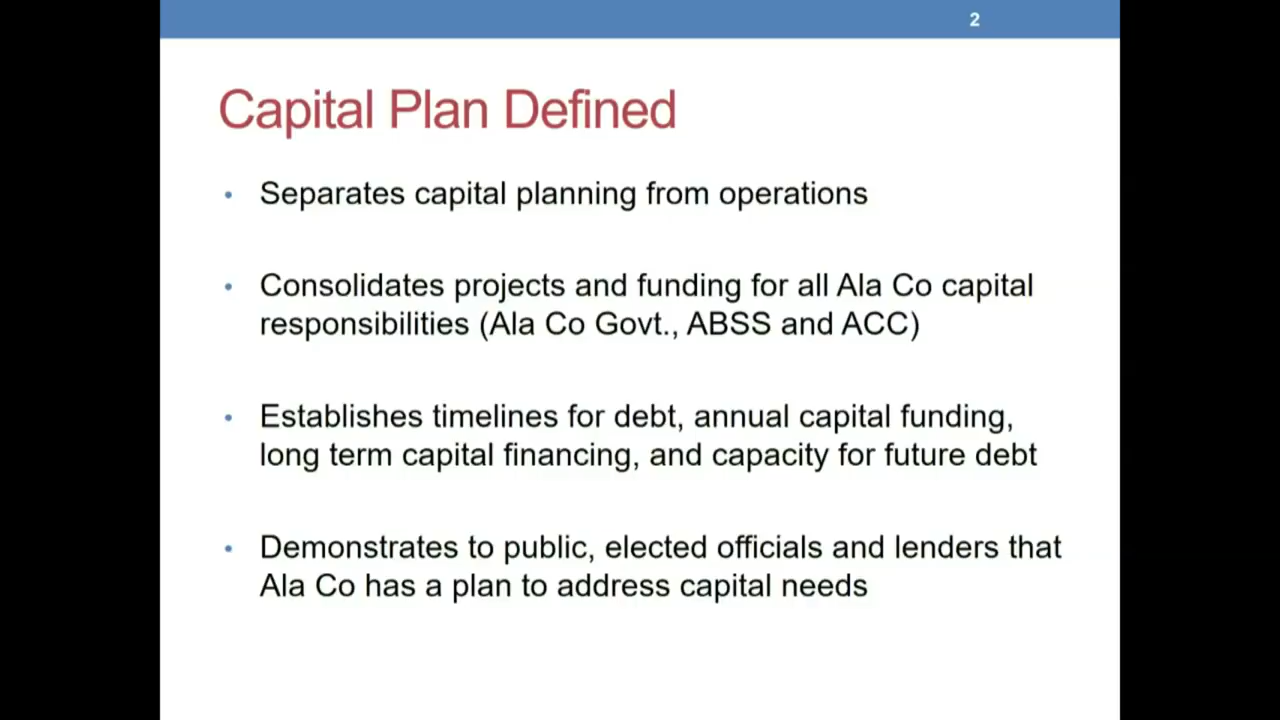 2
Capital Plan Defined
• Separates capital planning from operations
• Consolidates projects and funding for all Ala Co capital
responsibilities (Ala Co Govt., ABSS and ACC)
• Establishes timelines for debt, annual capital funding,
long term capital financing, and capacity for future debt
• Demonstrates to public, elected officials and lenders that
Ala Co has a plan to address capital needs